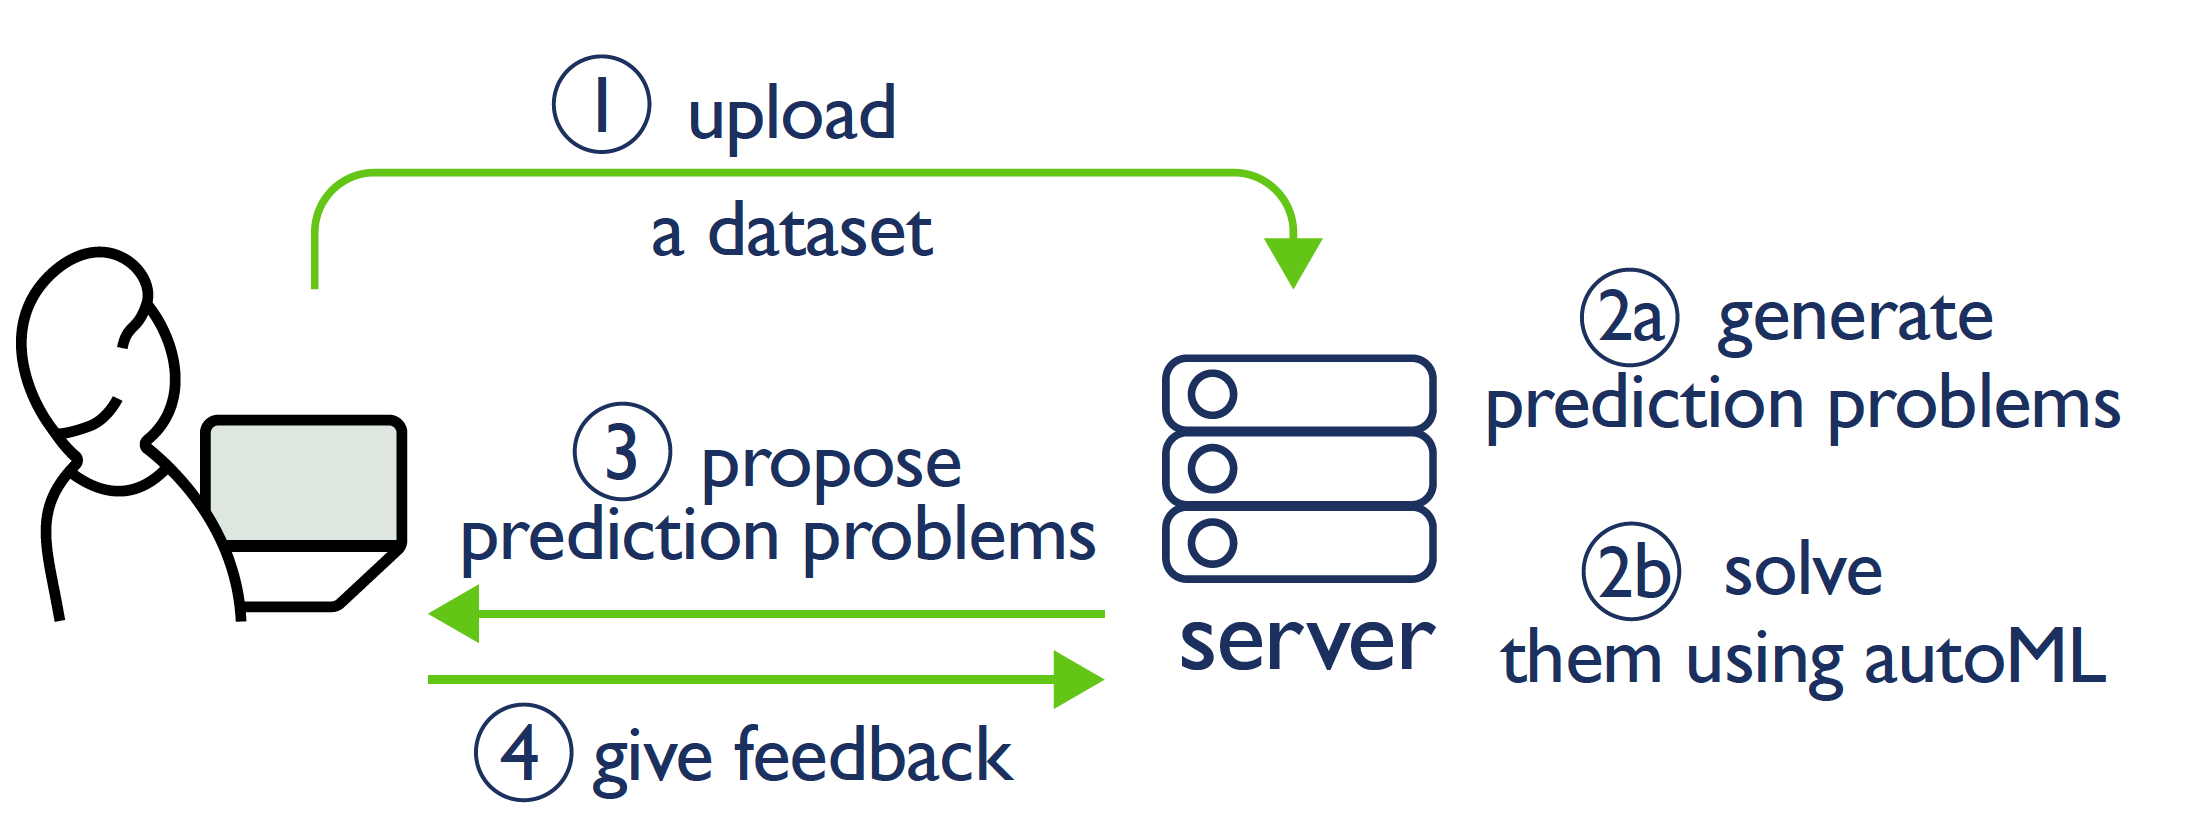 1 upload
a dataset
2a generate
prediction problems
3 propose
prediction problems
2b solve
them using autoML
server
4 give feedback